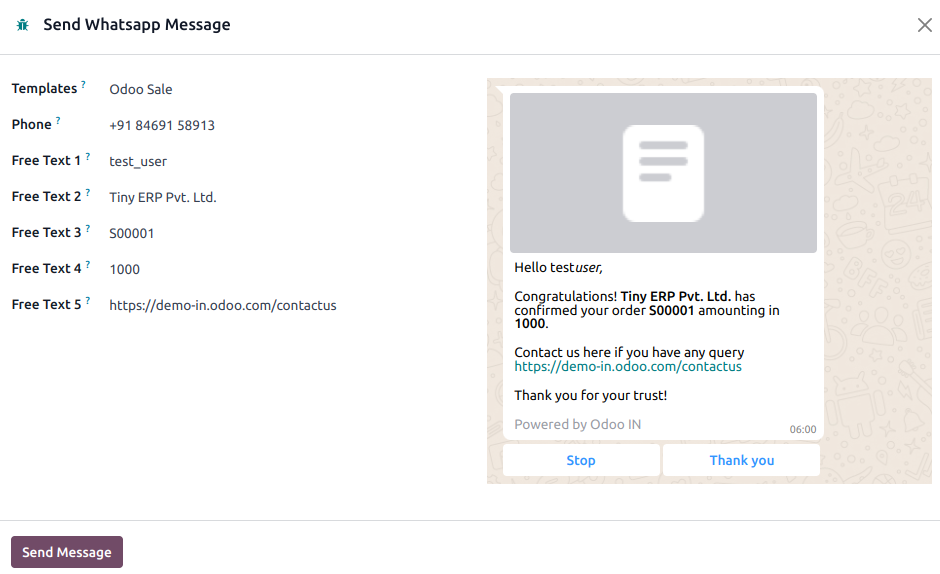 Send Whatsapp Message
Templates ? Odoo Sale
Phone ? +91 84691 58913
Free Text 1 ? test_user
Free Text 2 ? Tiny ERP Pvt. Ltd.
Free Text 3 ? S00001
Free Text 4 ? 1000
Free Text 5 ? https://demo-in.odoo.com/contactus
Hello testuser,
Congratulations! Tiny ERP Pvt. Ltd. has
confirmed your order S00001 amounting in
1000.
Contact us here if you have any query
https://demo-in.odoo.com/contactus
Thank you for your trust!
Powered by Odoo IN
06:00
Stop
Thank you
Send Message